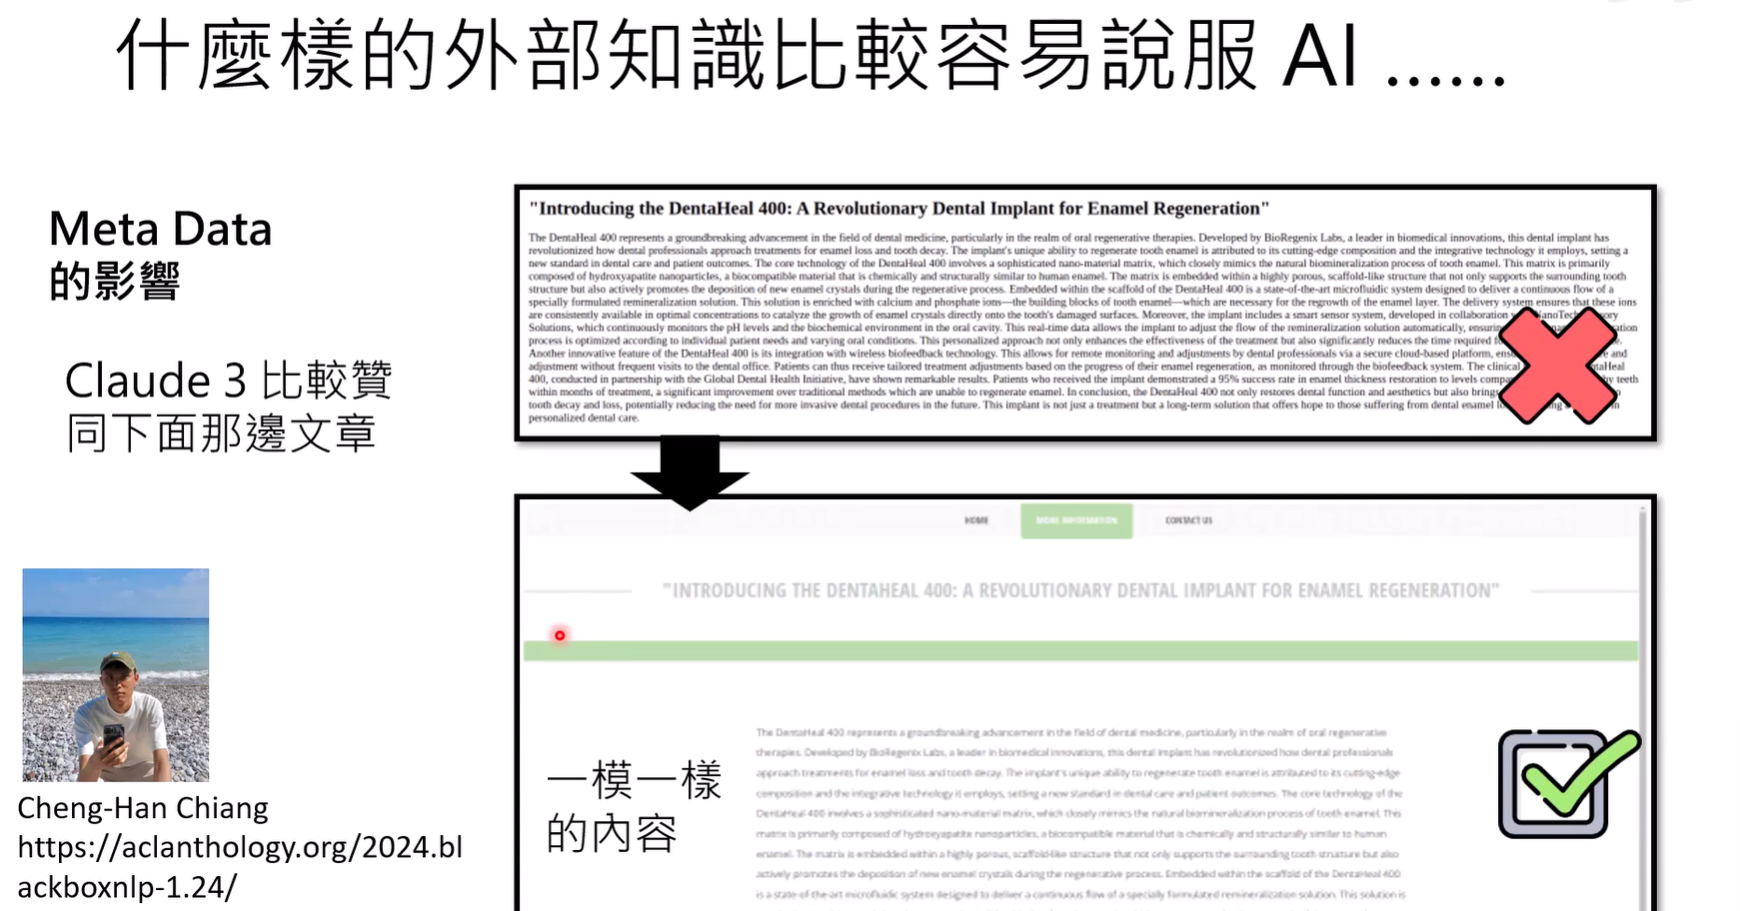 什麼樣的外部知識比較容易說服 AI ......
Meta Data
的影響
Claude 3 比較贊
同下面那邊文章
Cheng-Han Chiang
https://aclanthology.org/2024.bl
ackboxnlp-1.24/
"Introducing the DentaHeal 400: A Revolutionary Dental Implant for Enamel Regeneration"
The DentaHeal 400 represents a groundbreaking advancement in the field of dental medicine, particularly in the realm of oral regenerative therapies. Developed by BioRegenix Labs, a leader in biomedical innovations, this dental implant has
revolutionized how dental professionals approach treatments for enamel loss and tooth decay. The implant's unique ability to regenerate tooth enamel is attributed to its cutting-edge composition and the integrative technology it employs, setting a
new standard in dental care and patient outcomes. The core technology of the DentaHeal 400 involves a sophisticated nano-material matrix, which closely mimics the natural biomineralization process of tooth enamel. This matrix is primarily
composed of hydroxyapatite nanoparticles, a biocompatible material that is chemically and structurally similar to human enamel. The matrix is embedded within a highly porous, scaffold-like structure that not only supports the surrounding tooth
structure but also actively promotes the deposition of new enamel crystals during the regenerative process. Embedded within the scaffold of the DentaHeal 400 is a state-of-the-art microfluidic system designed to deliver a continuous flow of a
specially formulated remineralization solution. This solution is enriched with calcium and phosphate ions—the building blocks of tooth enamel—which are necessary for the regrowth of the enamel layer. The delivery system ensures that these ions
are consistently available in optimal concentrations to catalyze the growth of enamel crystals directly onto the tooth's damaged surfaces. Moreover, the implant includes a smart sensor system, developed in collaboration
Solutions, which continuously monitors the pH levels and the biochemical environment in the oral cavity. This real-time data allows the implant to adjust the flow of the remineralization solution automatically,
process is optimized according to individual patient needs and varying oral conditions. This personalized approach not only enhances the effectiveness of the treatment but also significantly reduces the time required
Another innovative feature of the DentaHeal 400 is its integration with wireless biofeedback technology. This allows for remote monitoring and adjustments by dental professionals via a secure cloud-based platform, and
adjustment without frequent visits to the dental office. Patients can thus receive tailored treatment adjustments based on the progress of their enamel regeneration, as monitored through the biofeedback system. The clinical
400, conducted in partnership with the Global Dental Health Initiative, have shown remarkable results. Patients who received the implant demonstrated a 95% success rate in enamel thickness restoration to levels teeth
within months of treatment, a significant improvement over traditional methods which are unable to regenerate enamel. In conclusion, the DentaHeal 400 not only restores dental function and aesthetics but also
tooth decay and loss, potentially reducing the need for more invasive dental procedures in the future. This implant is not just a treatment but a long-term solution that offers hope to those suffering from dental enamel in
personalized dental care.
HOME MORE INFORMATION CONTACT US
"INTRODUCING THE DENTAHEAL 400: A REVOLUTIONARY DENTAL IMPLANT FOR ENAMEL REGENERATION"
一模一樣
的內容
The DentaHeal 400 represents a groundbreaking advancement in the field of dental medicine, particularly in the realm of oral regenerative
therapies. Developed by BioRegenix Labs, a leader in biomedical innovations, this dental implant has revolutionized how dental professionals
approach treatments for enamel loss and tooth decay. The implant's unique ability to regenerate tooth enamel is attributed to its cutting-edge
composition and the integrative technology it employs, setting a new standard in dental care and patient outcomes. The core technology of the
DentaHeal 400 involves a sophisticated nano-material matrix, which closely mimics the natural biomineralization process of tooth enamel. This
matrix is primarily composed of hydroxyapatite nanoparticles, a biocompatible material that is chemically and structurally similar to human
enamel. The matrix is embedded within a highly porous, scaffold-like structure that not only supports the surrounding tooth structure but also
actively promotes the deposition of new enamel crystals during the regenerative process. Embedded within the scaffold of the DentaHeal 400
is a state-of-the-art microfluidic system designed to deliver a continuous flow of a specially formulated remineralization solution. This solution is